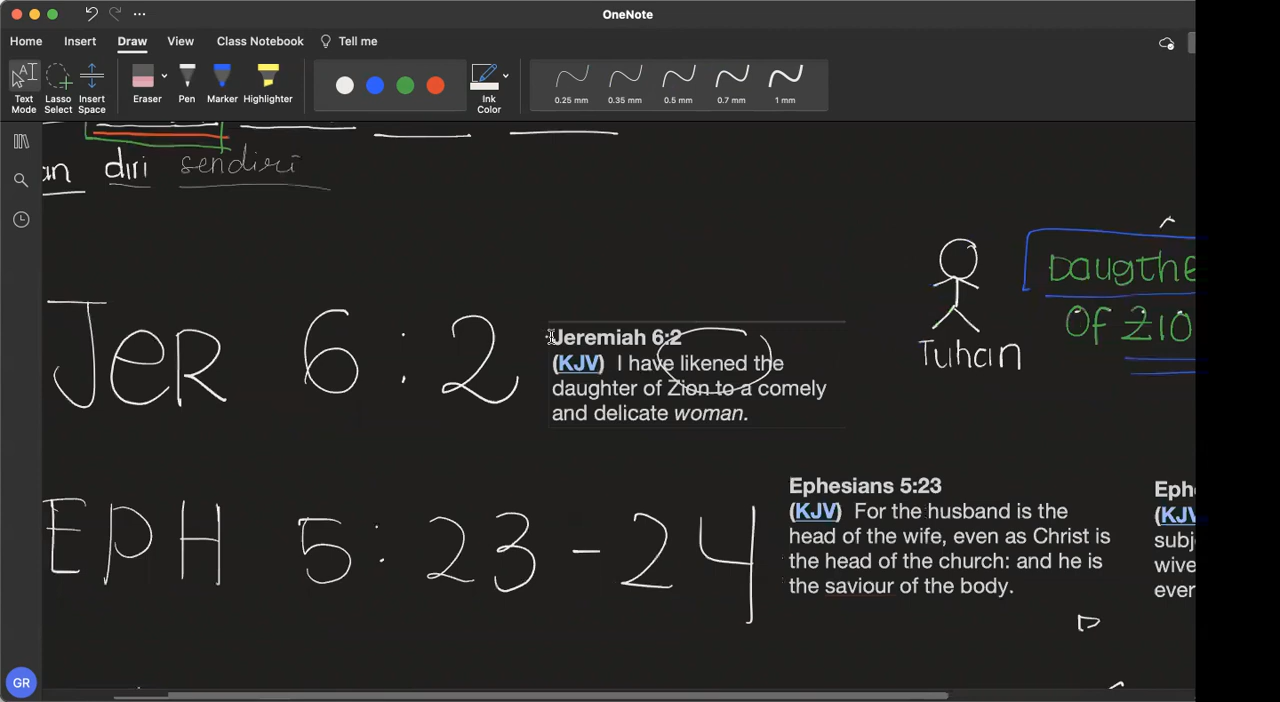 OneNote
Home Insert Draw View Class Notebook Tell me
Text Mode
Lasso Select
Insert Space
Eraser
Pen
Marker
Highlighter
Ink Color
0.25 mm
0.35 mm
0.5 mm
0.7 mm
1 mm
an diri sendiri
Daugthe
Of ZIO
Tuhan
Jer 6:2
Jeremiah 6:2
(KJV) I have likened the
daughter of Zion to a comely
and delicate woman.
EPH 5:23-24
Ephesians 5:23
(KJV) For the husband is the
head of the wife, even as Christ is
the head of the church: and he is
the saviour of the body.
Eph
(KJV
subj
wive
ever
GR